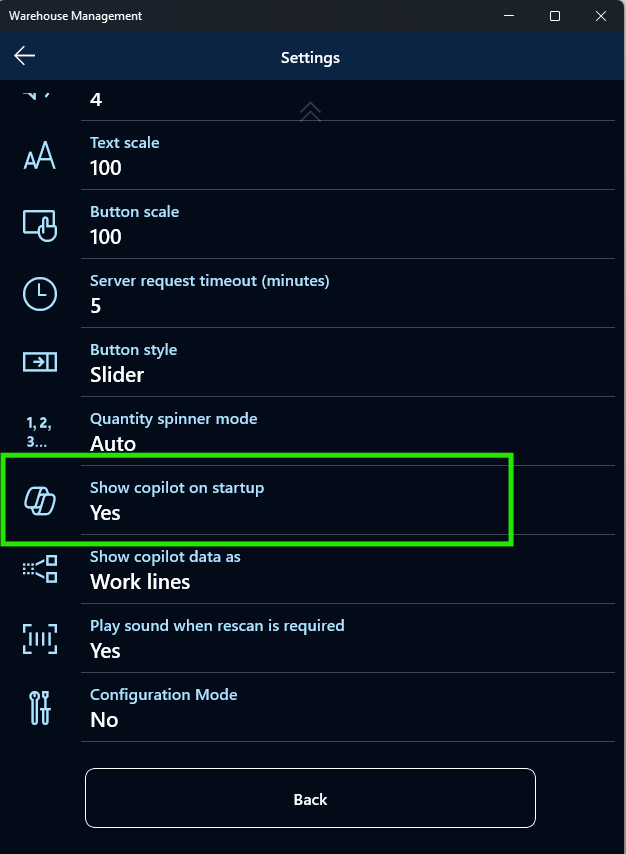 Warehouse Management
Settings
4
Text scale
100
Button scale
100
Server request timeout (minutes)
5
Button style
Slider
1, 2,
3...
Quantity spinner mode
Auto
Show copilot on startup
Yes
Show copilot data as
Work lines
Play sound when rescan is required
Yes
Configuration Mode
No
Back